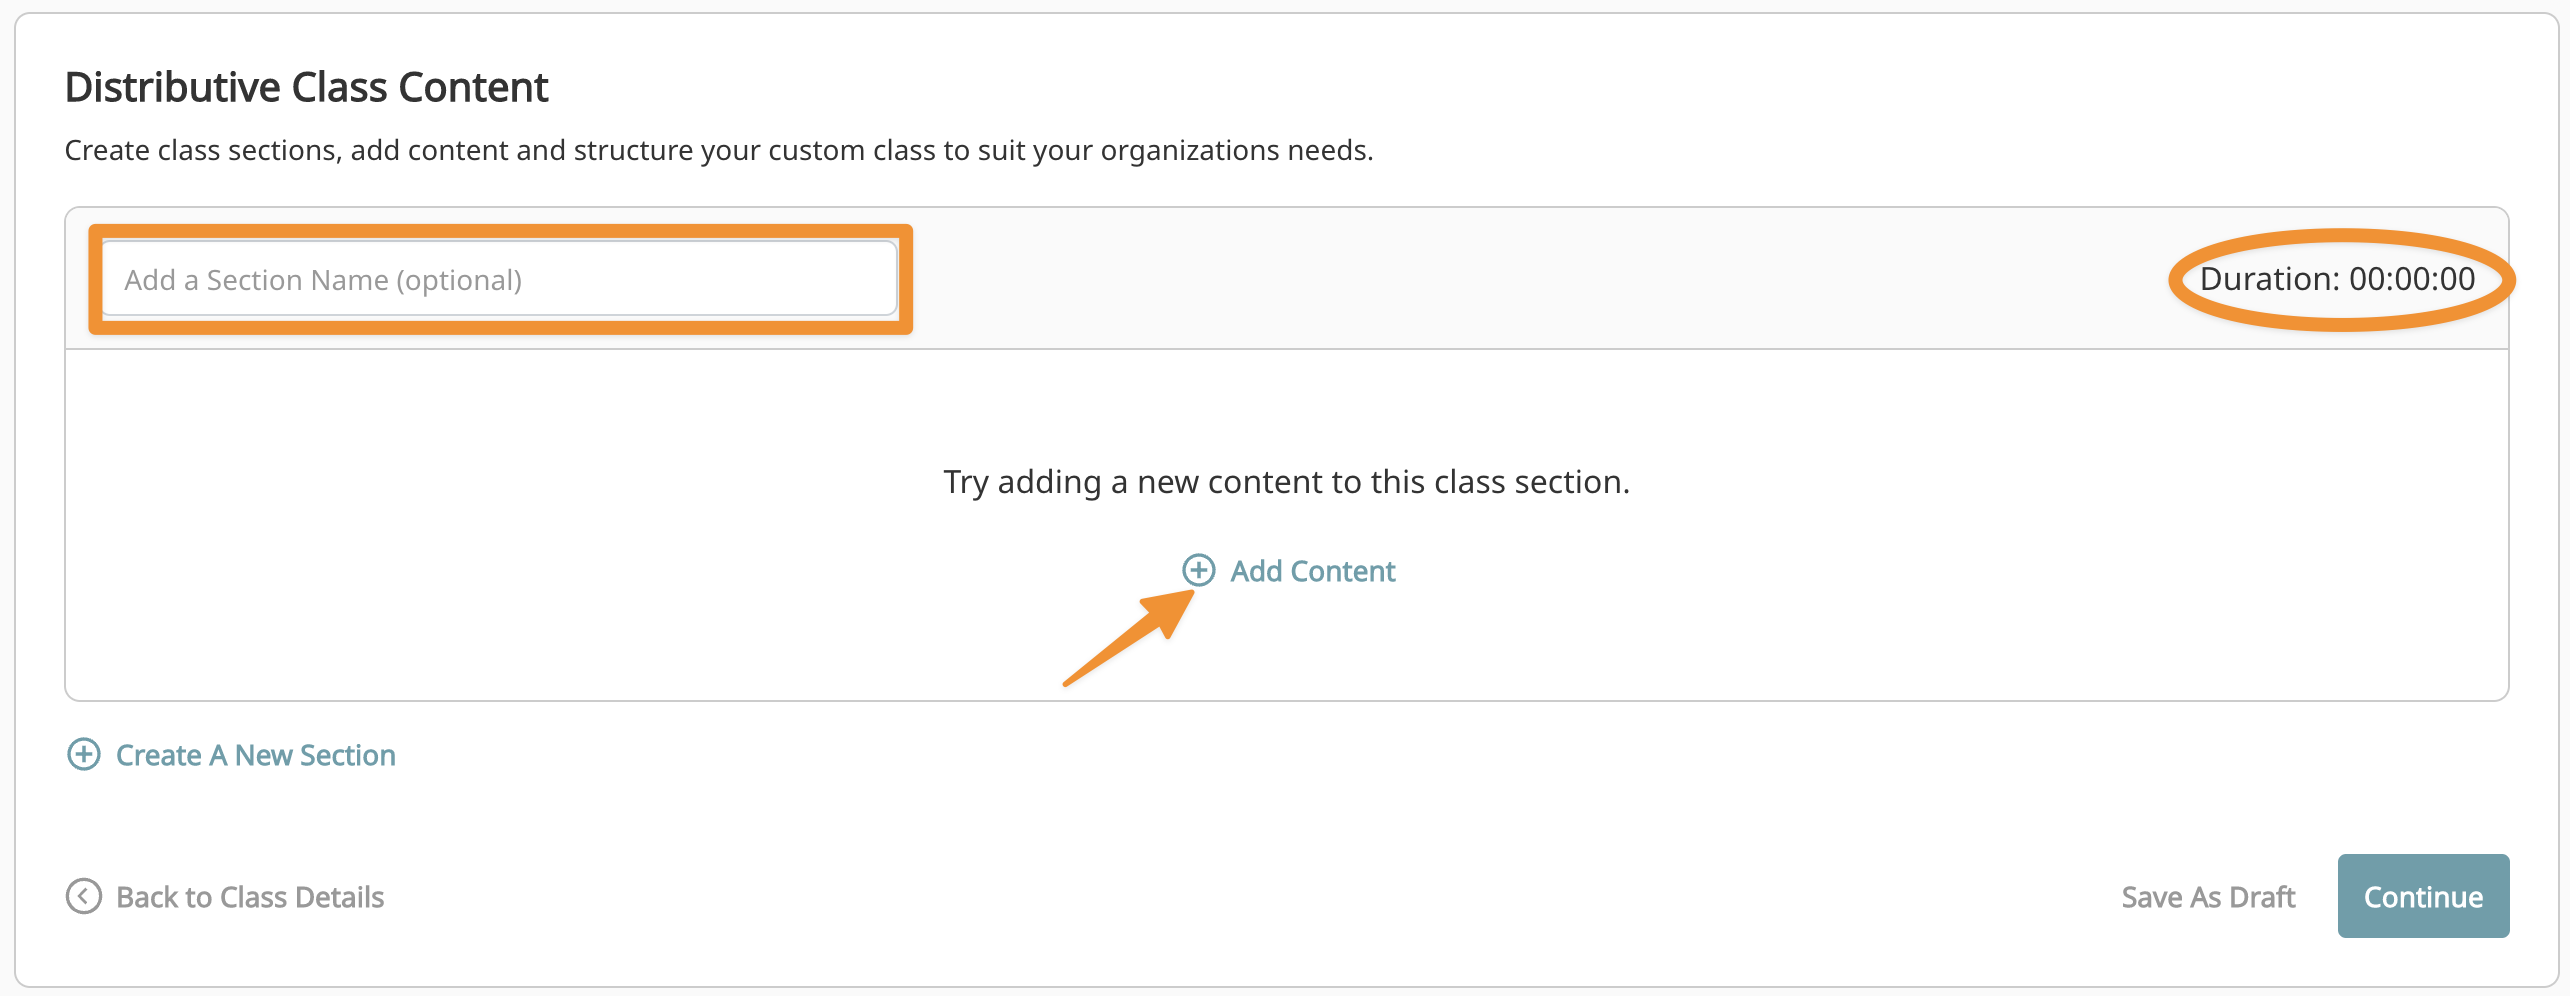 Distributive Class Content
Create class sections, add content and structure your custom class to suit your organizations needs.
Add a Section Name (optional)
Duration: 00:00:00
Try adding a new content to this class section.
Add Content
Create A New Section
Back to Class Details
Save As Draft
Continue